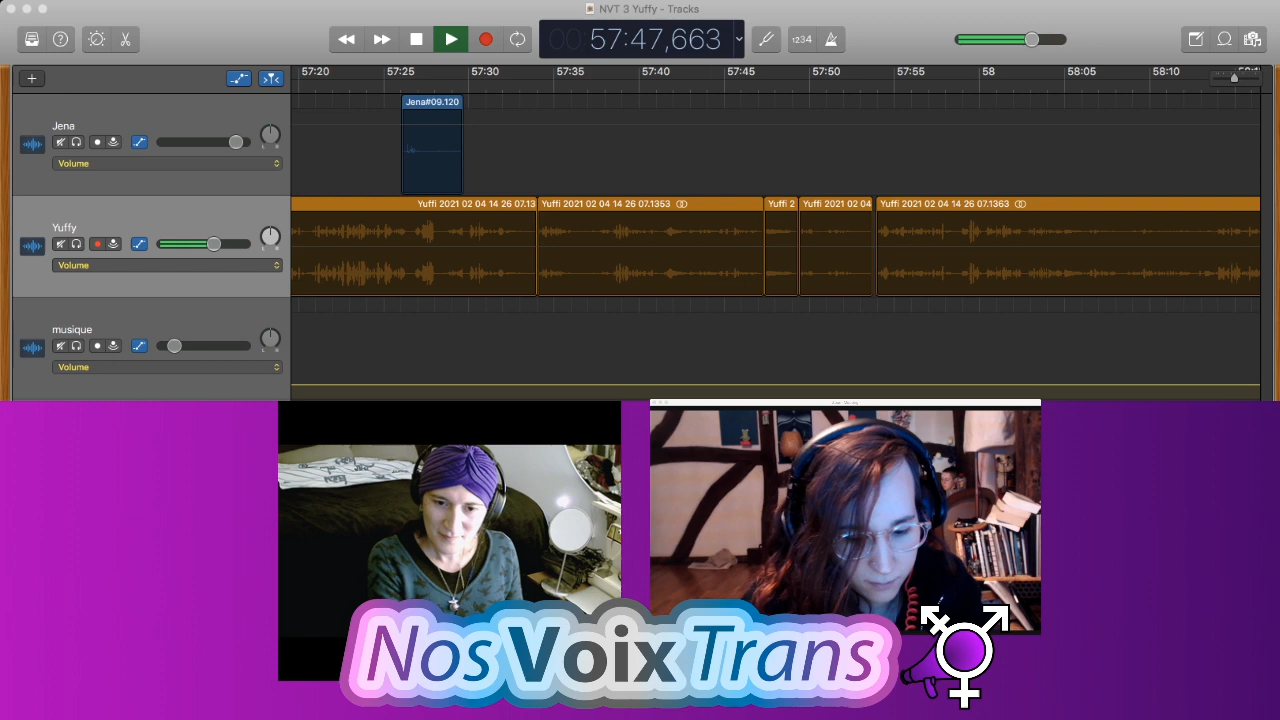 NVT 3 Yuffy - Tracks
1234
00:57:47,663
57:20 57:25 57:30 57:35 57:40 57:45 57:50 57:55 58 58:05 58:10
Jena#09.120
Jena
Volume
Yuffi 2021 02 04 14 26 07.13
Yuffi 2021 02 04 14 26 07.1353
Yuffi 2
Yuffi 2021 02 04
Yuffi 2021 02 04 14 26 07.1363
Yuffy
Volume
musique
Volume
Nos Voix Trans